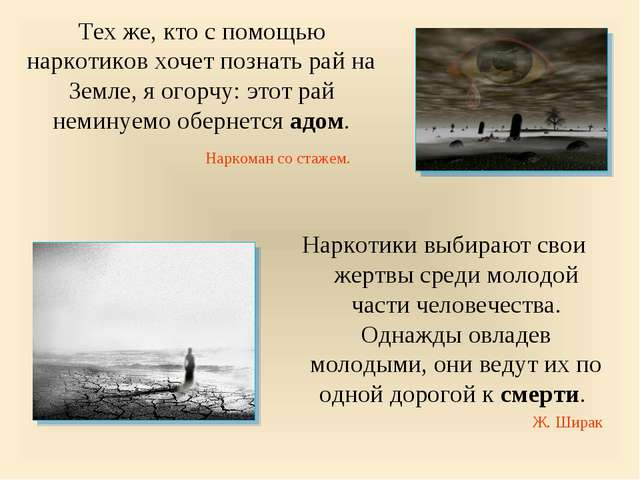 Тех же, кто с помощью
наркотиков хочет познать рай на
Земле, я огорчу: этот рай
неминуемо обернется адом.
Наркоман со стажем.
Наркотики выбирают свои
жертвы среди молодой
части человечества.
Однажды овладев
молодыми, они ведут их по
одной дорогой к смерти.
Ж. Ширак